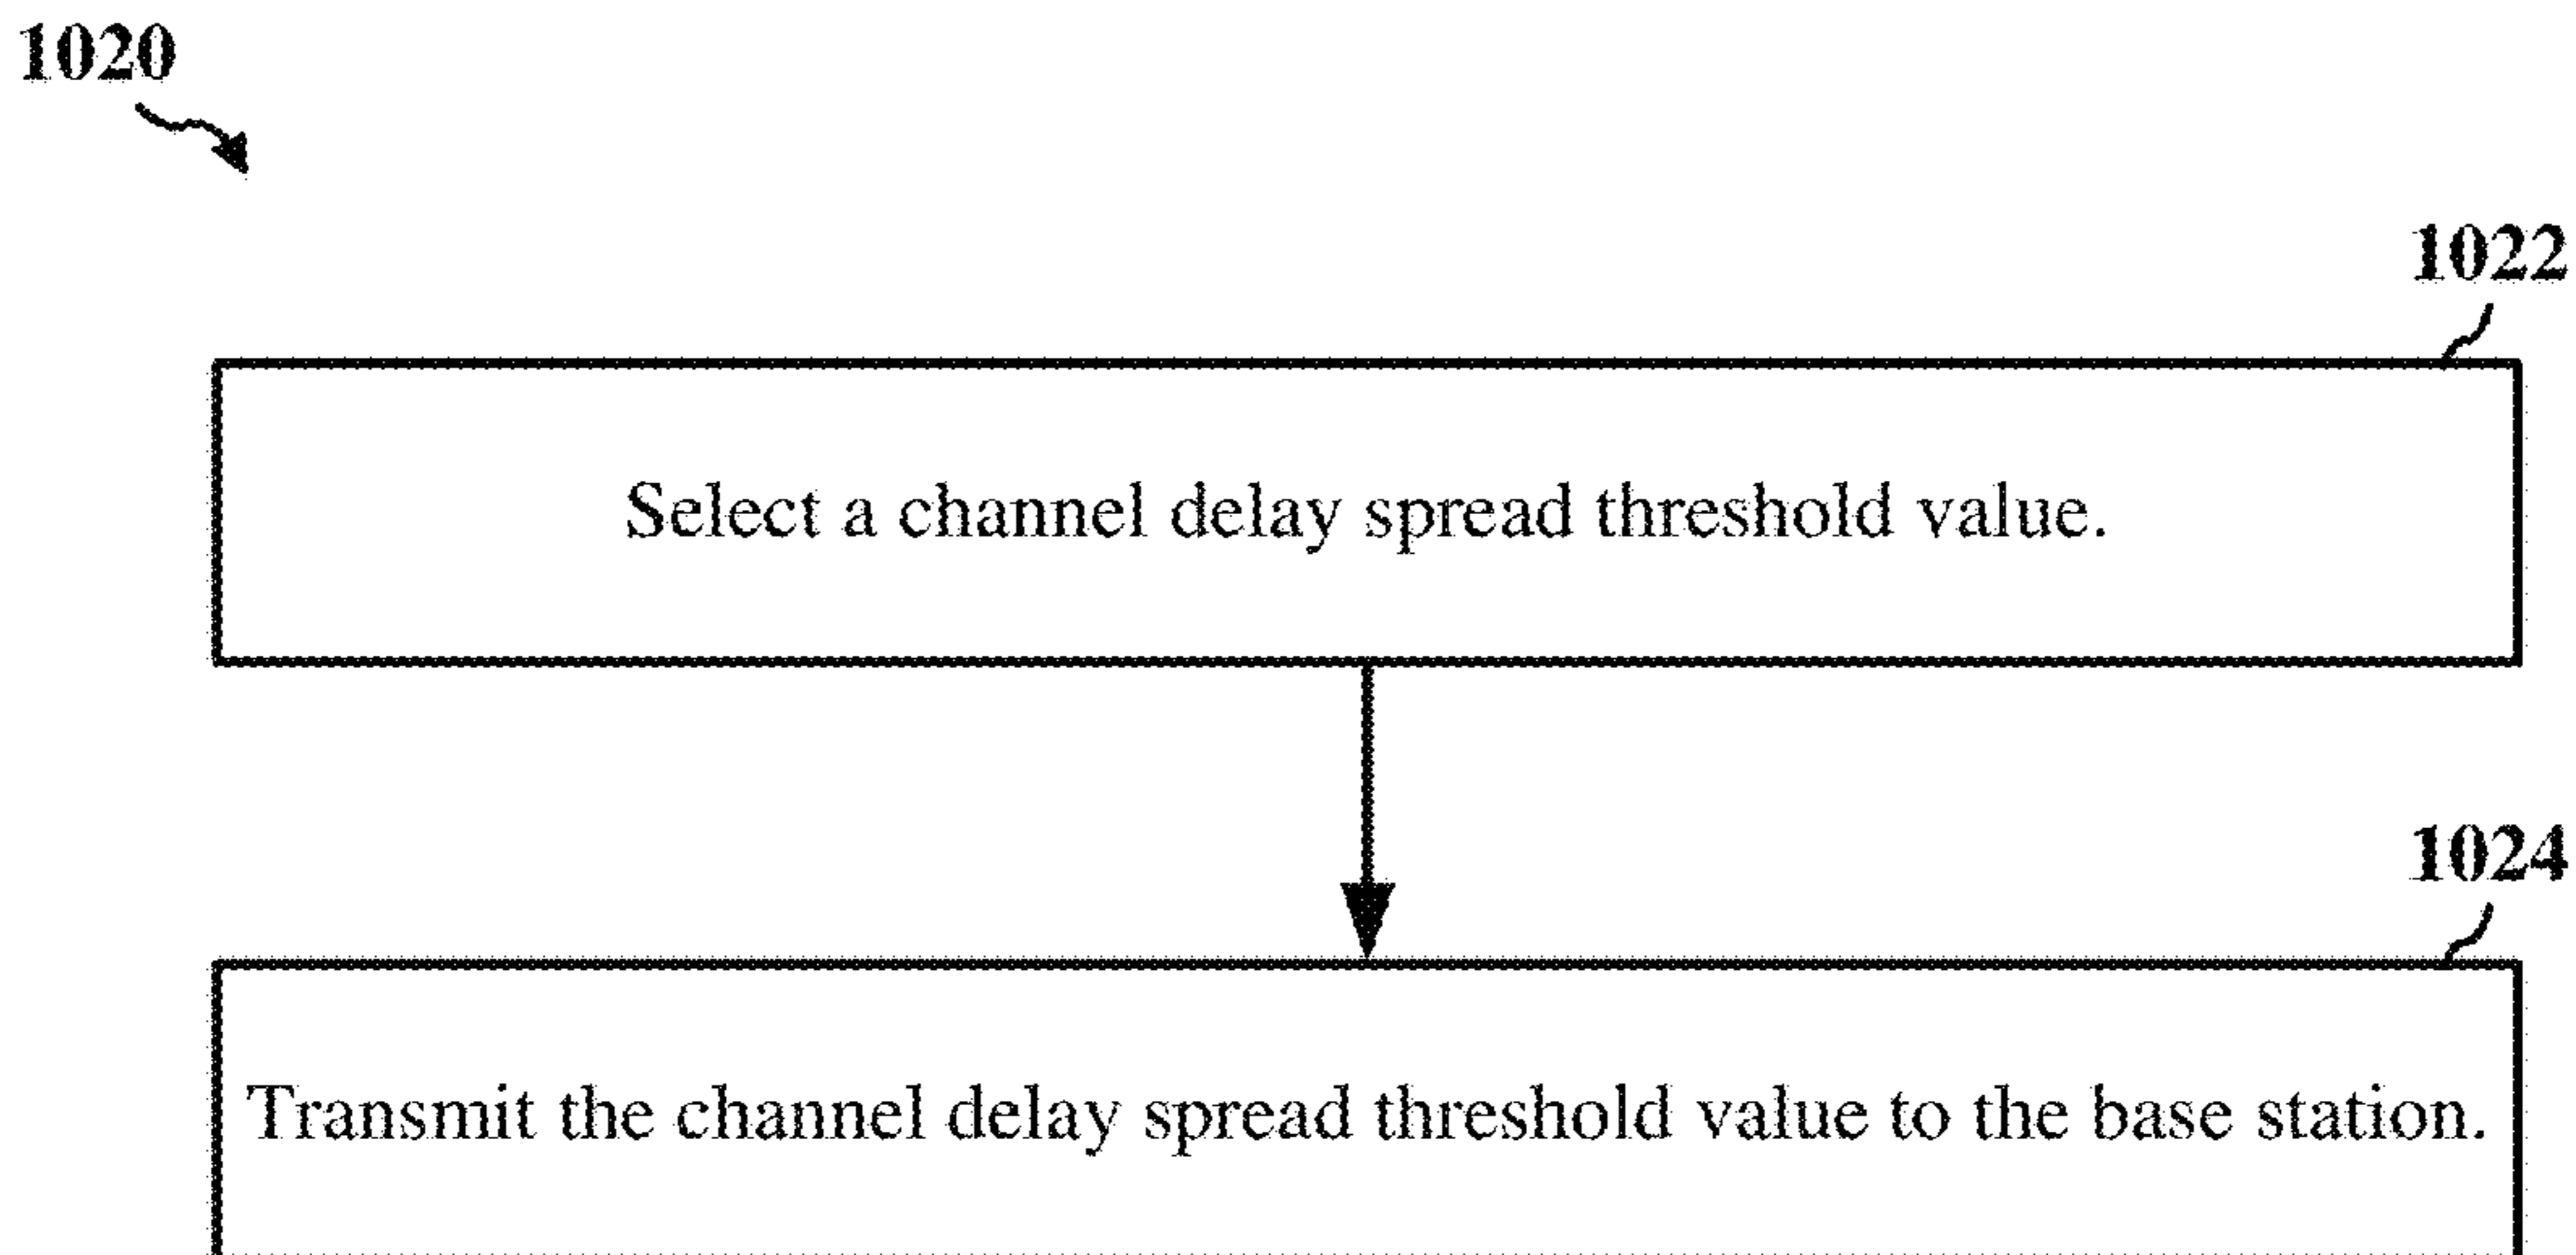 1020
1022
Select a channel delay spread threshold value.
1024
Transmit the channel delay spread threshold value to the base station.